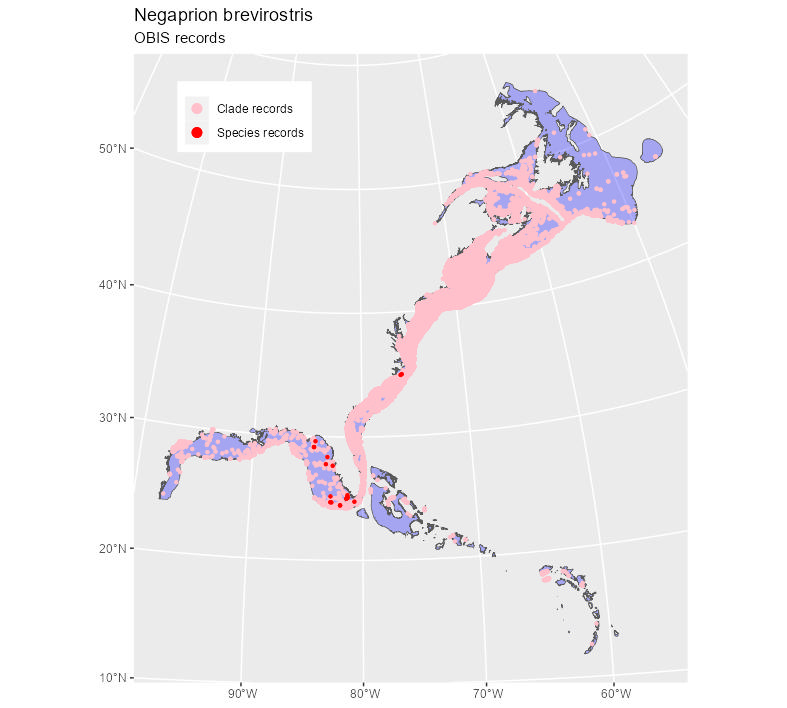 Negaprion brevirostris
OBIS records
Clade records
Species records
50°N
40°N
30°N
20°N
10°N
90°W
80°W
70°W
60°W